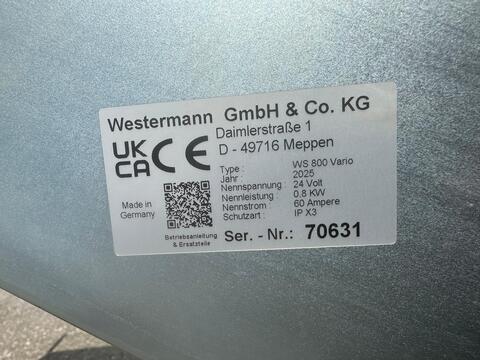 Westermann GmbH & Co. KG
Daimlerstraße 1
D - 49716 Meppen
UK
CA CE
Type : WS 800 Vario
Jahr : 2025
Nennspannung : 24 Volt
Nennleistung : 0,8 KW
Nennstrom : 60 Ampere
Schutzart : IP X3
Made in
Germany
Betriebsanleitung
& Ersatzteile
Ser. - Nr.: 70631